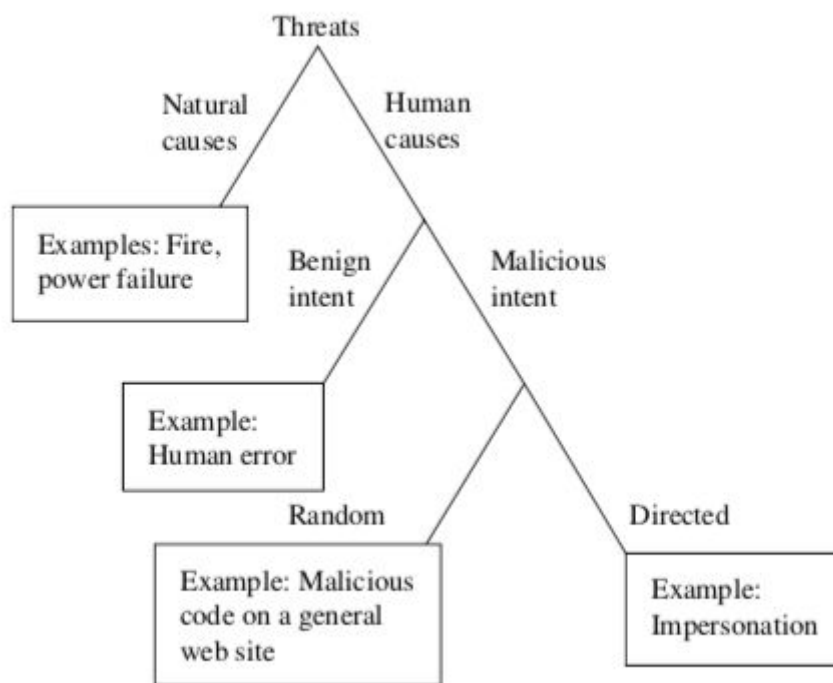 Threats
Natural
causes
Human
causes
Examples: Fire,
power failure
Benign
intent
Malicious
intent
Example:
Human error
Random
Directed
Example: Malicious
code on a general
web site
Example:
Impersonation